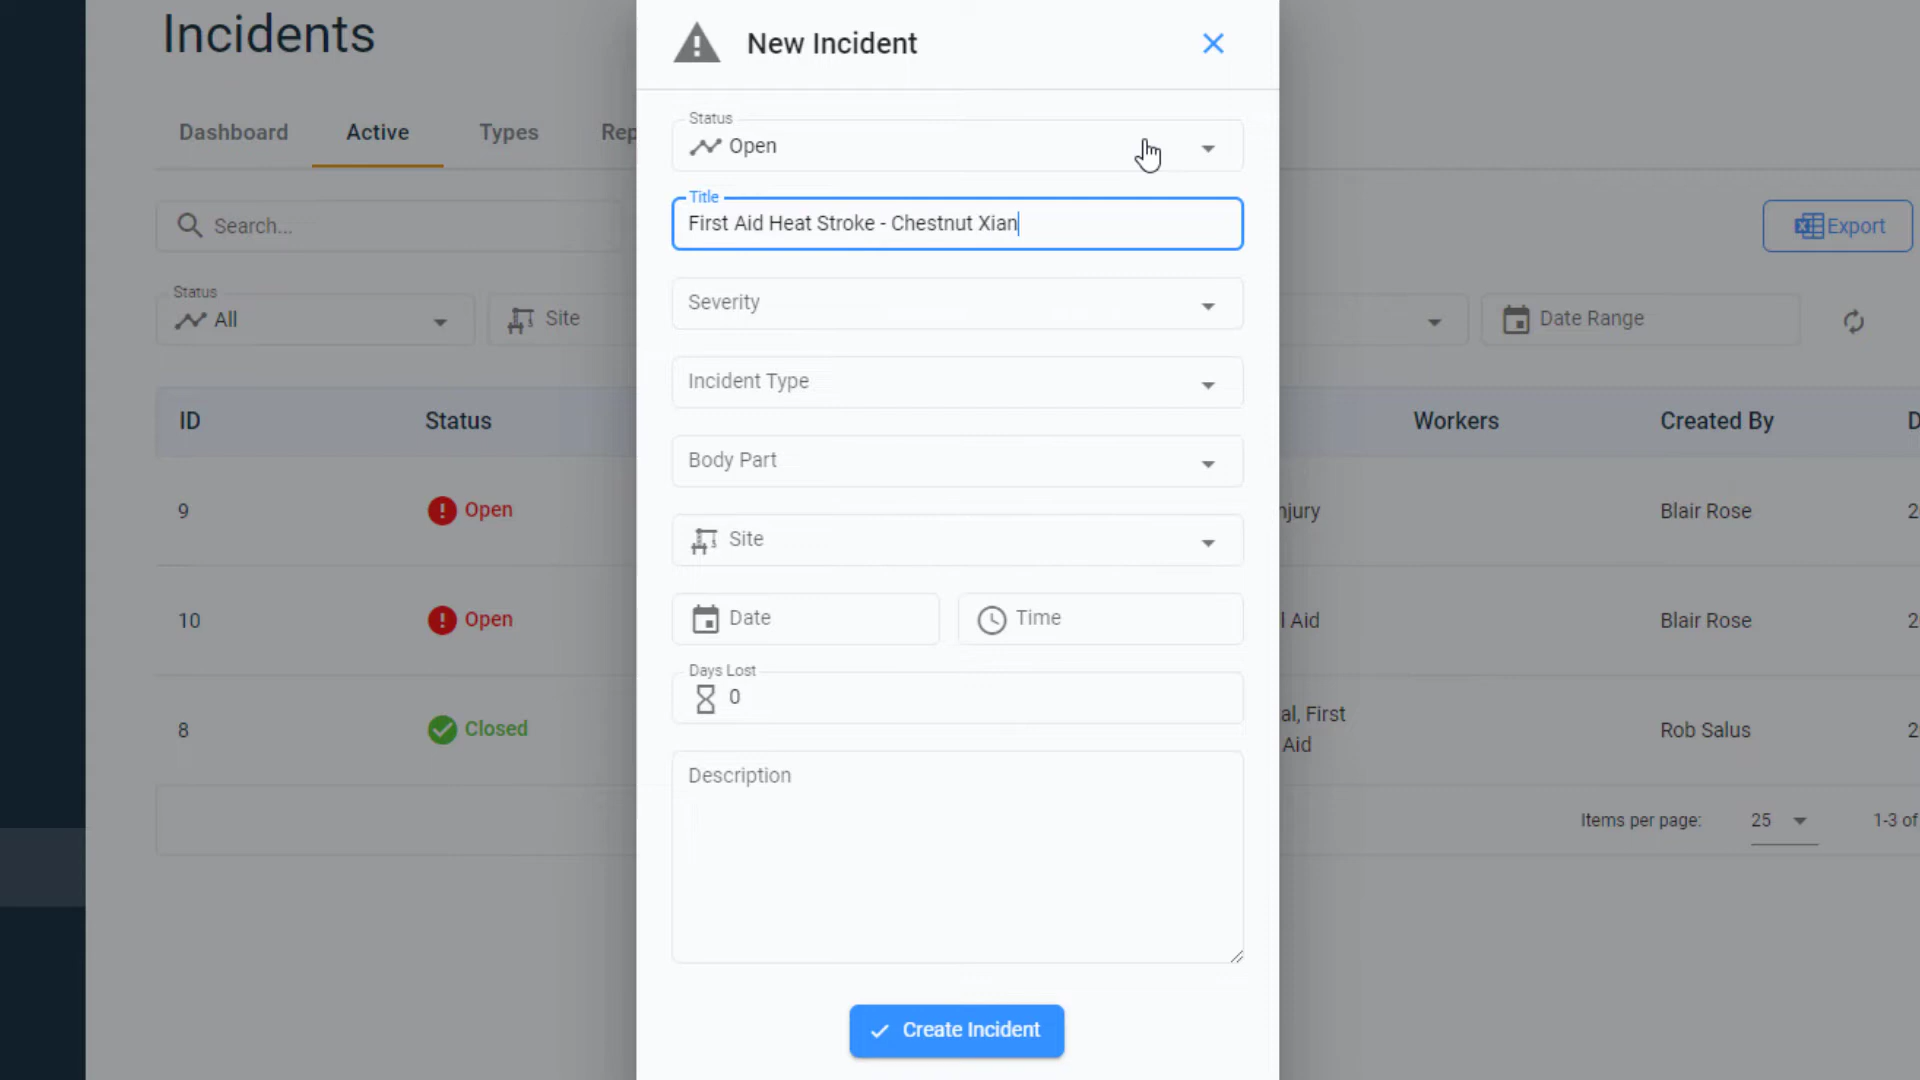 Incidents
New Incident
Dashboard Active Types Rep
Status
Open
Title
First Aid Heat Stroke - Chestnut Xian
Search...
Export
Severity
Status
All
Site
Date Range
Incident Type
ID Status Workers Created By D
Body Part
9 Open njury Blair Rose 2
Site
Date Time
10 Open l Aid Blair Rose 2
Days Lost
0
8 Closed al, First Aid Rob Salus 2
Description
Items per page: 25 1-3 of
Create Incident